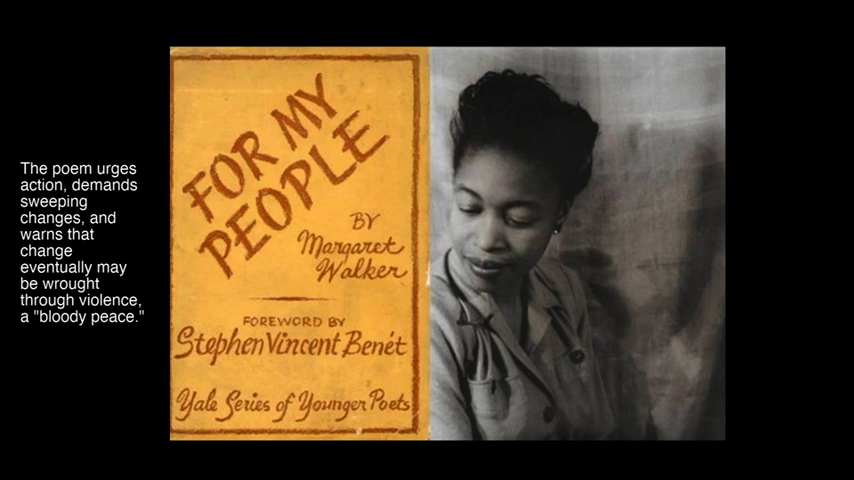 The poem urges
action, demands
sweeping
changes, and
warns that
change
eventually may
be wrought
through violence,
a "bloody peace."
FOR MY
PEOPLE
BY
Margaret
Walker
FOREWORD BY
Stephen Vincent Benét
Yale Series of Younger Poets